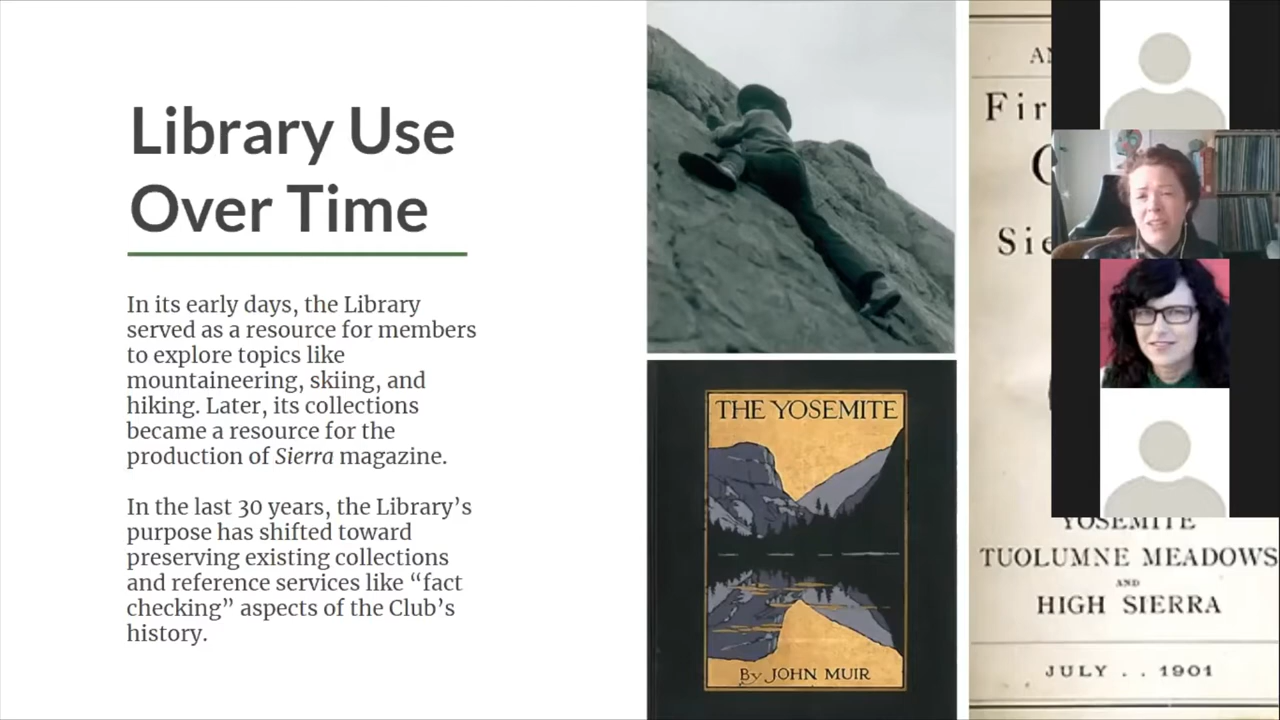 Library Use
Over Time
In its early days, the Library
served as a resource for members
to explore topics like
mountaineering, skiing, and
hiking. Later, its collections
became a resource for the
production of Sierra magazine.
In the last 30 years, the Library’s
purpose has shifted toward
preserving existing collections
and reference services like “fact
checking” aspects of the Club’s
history.
THE YOSEMITE
By JOHN MUIR
YOSEMITE
TUOLUMNE MEADOWS
AND
HIGH SIERRA
JULY . . 1901